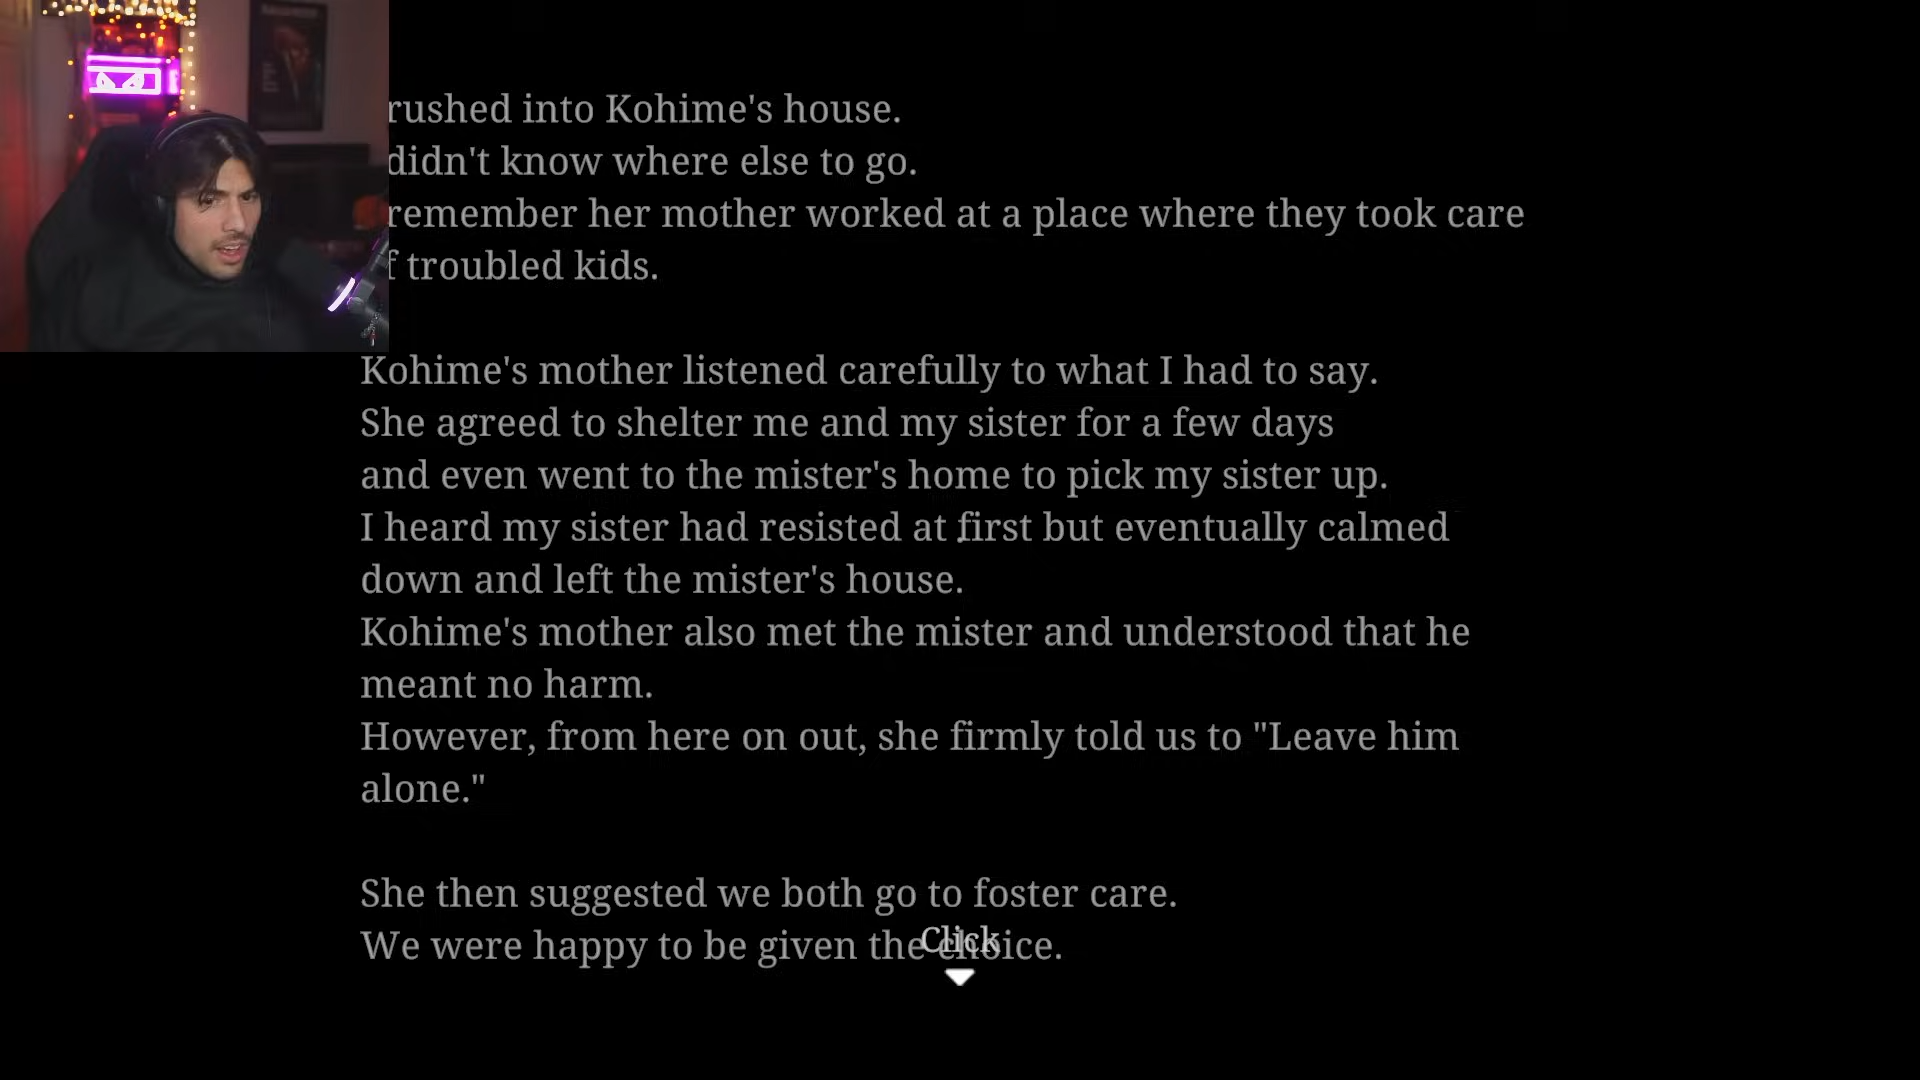 rushed into Kohime's house.
didn't know where else to go.
remember her mother worked at a place where they took care
f troubled kids.
Kohime's mother listened carefully to what I had to say.
She agreed to shelter me and my sister for a few days
and even went to the mister's home to pick my sister up.
I heard my sister had resisted at first but eventually calmed
down and left the mister's house.
Kohime's mother also met the mister and understood that he
meant no harm.
However, from here on out, she firmly told us to "Leave him
alone."
She then suggested we both go to foster care.
We were happy to be given the choice.
Click